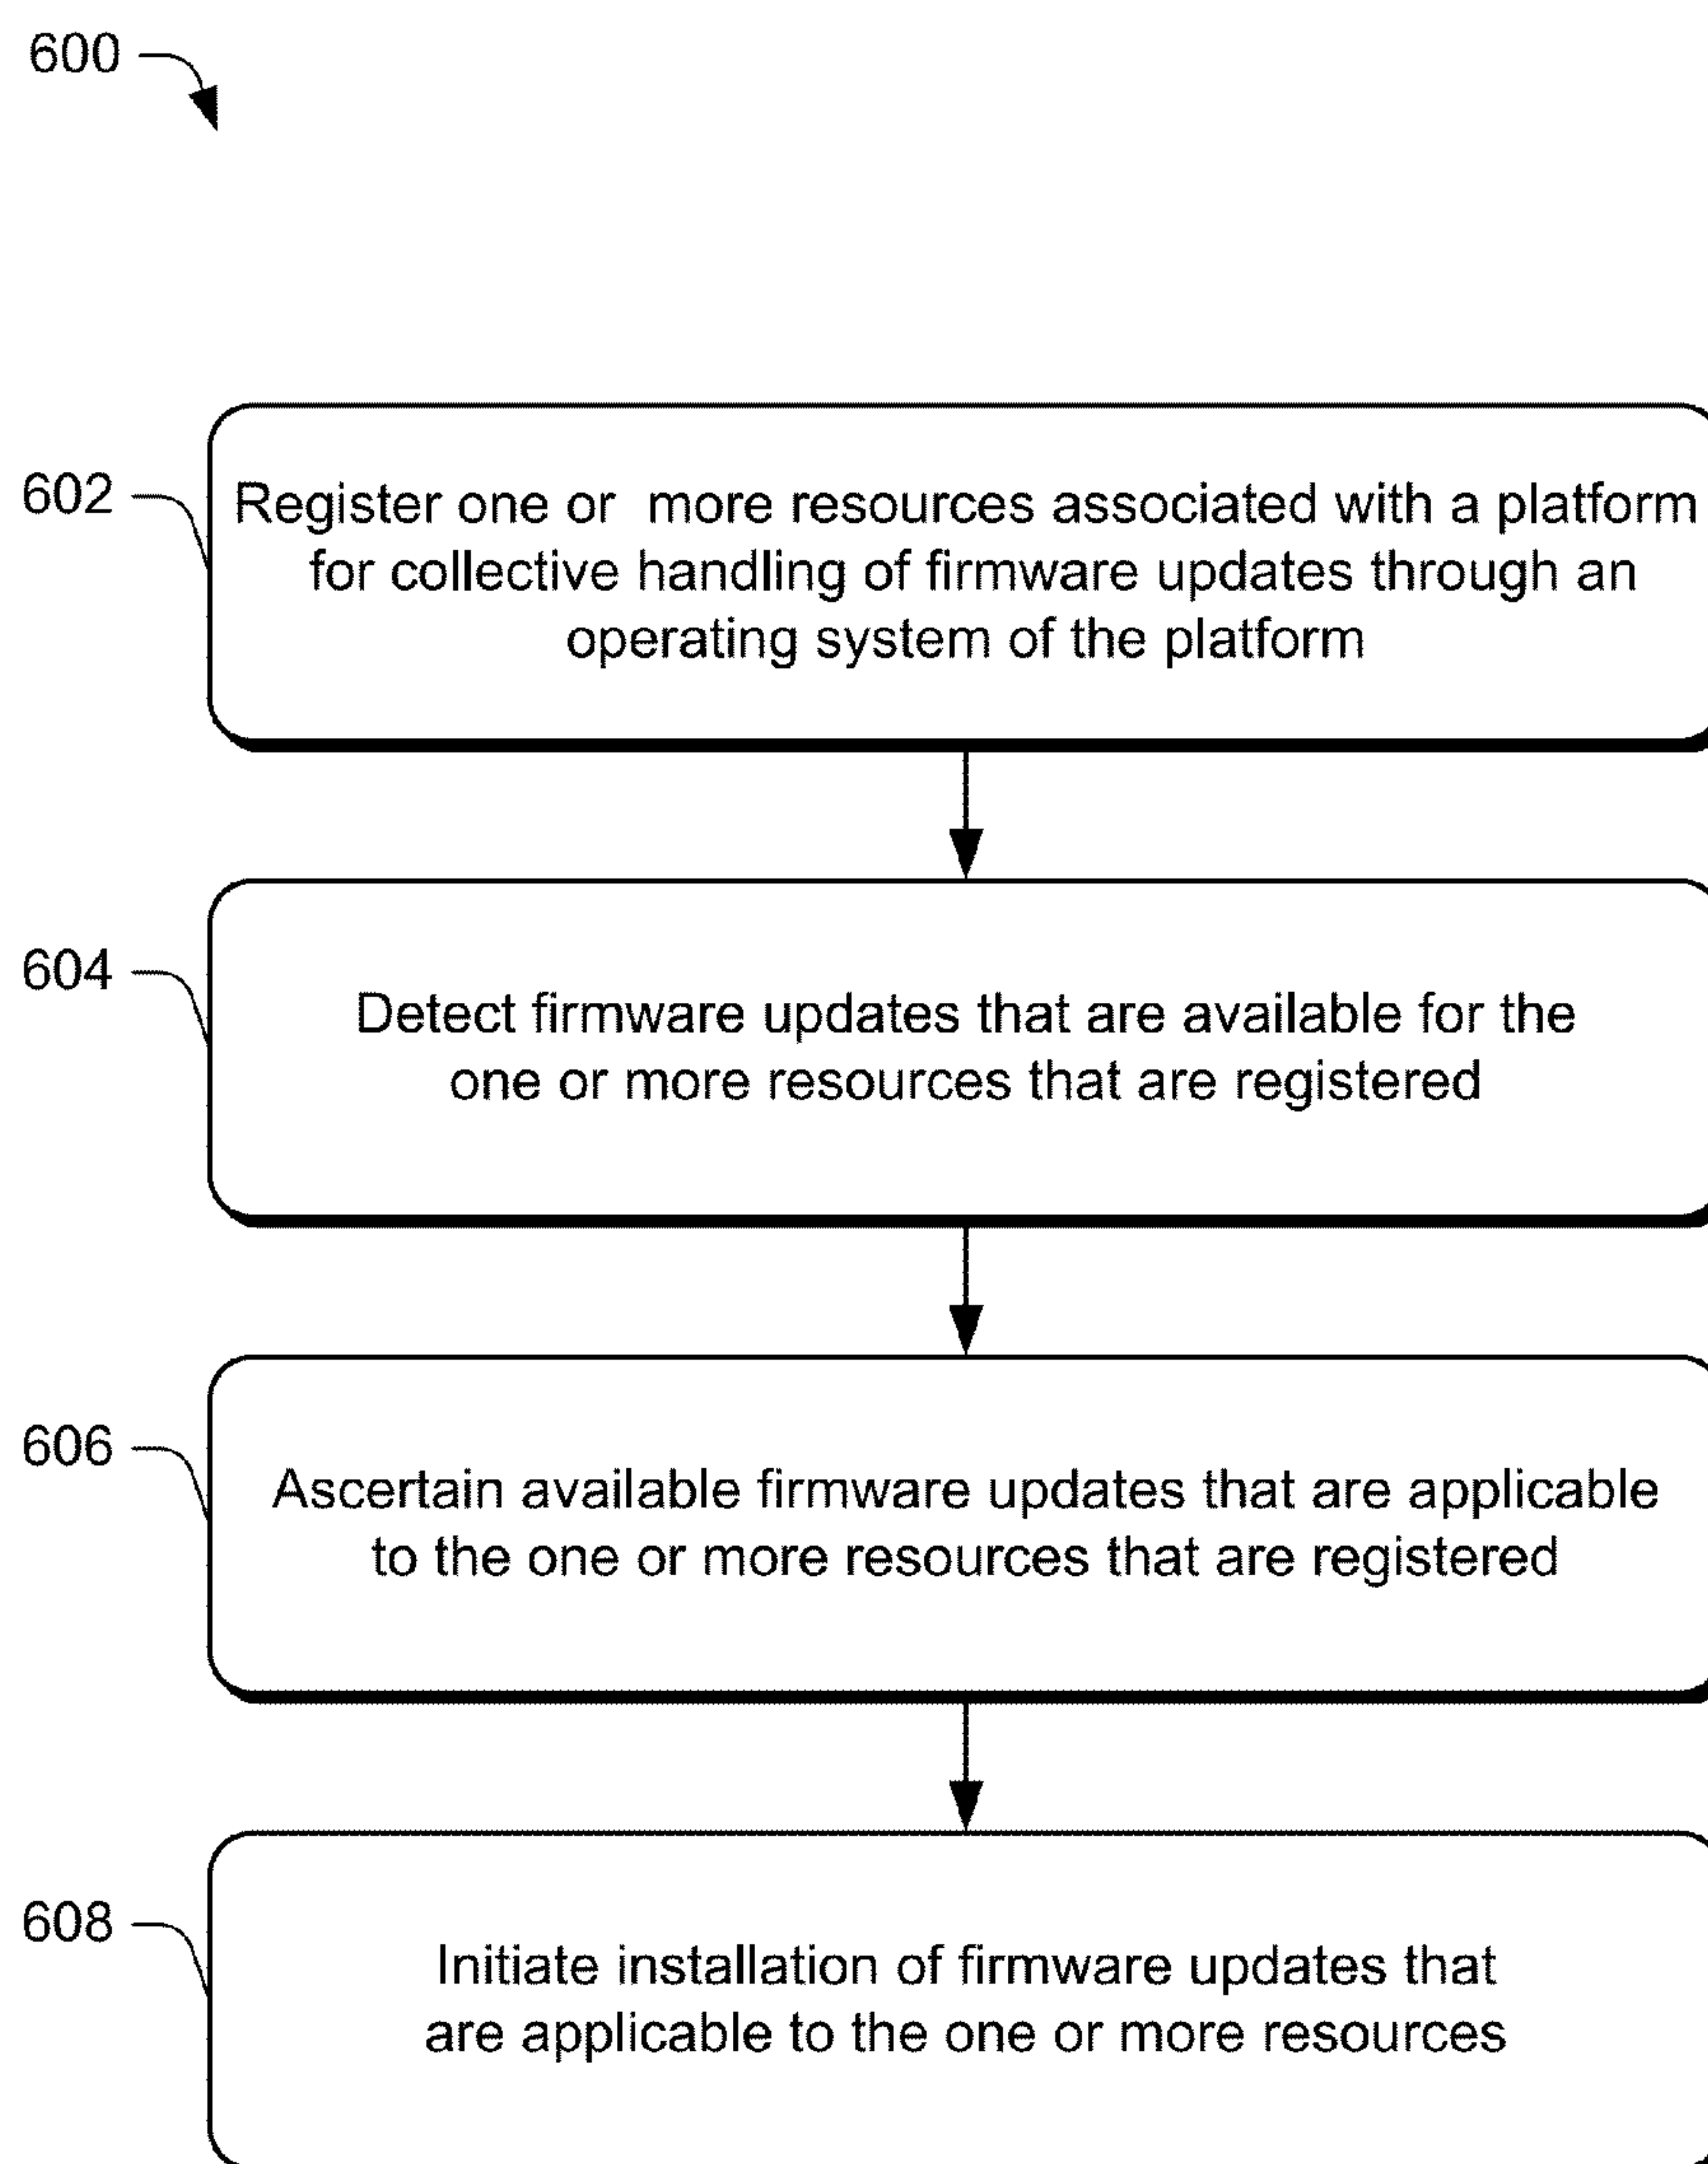 600
602
Register one or more resources associated with a platform
for collective handling of firmware updates through an
operating system of the platform
604
Detect firmware updates that are available for the
one or more resources that are registered
606
Ascertain available firmware updates that are applicable
to the one or more resources that are registered
608
Initiate installation of firmware updates that
are applicable to the one or more resources